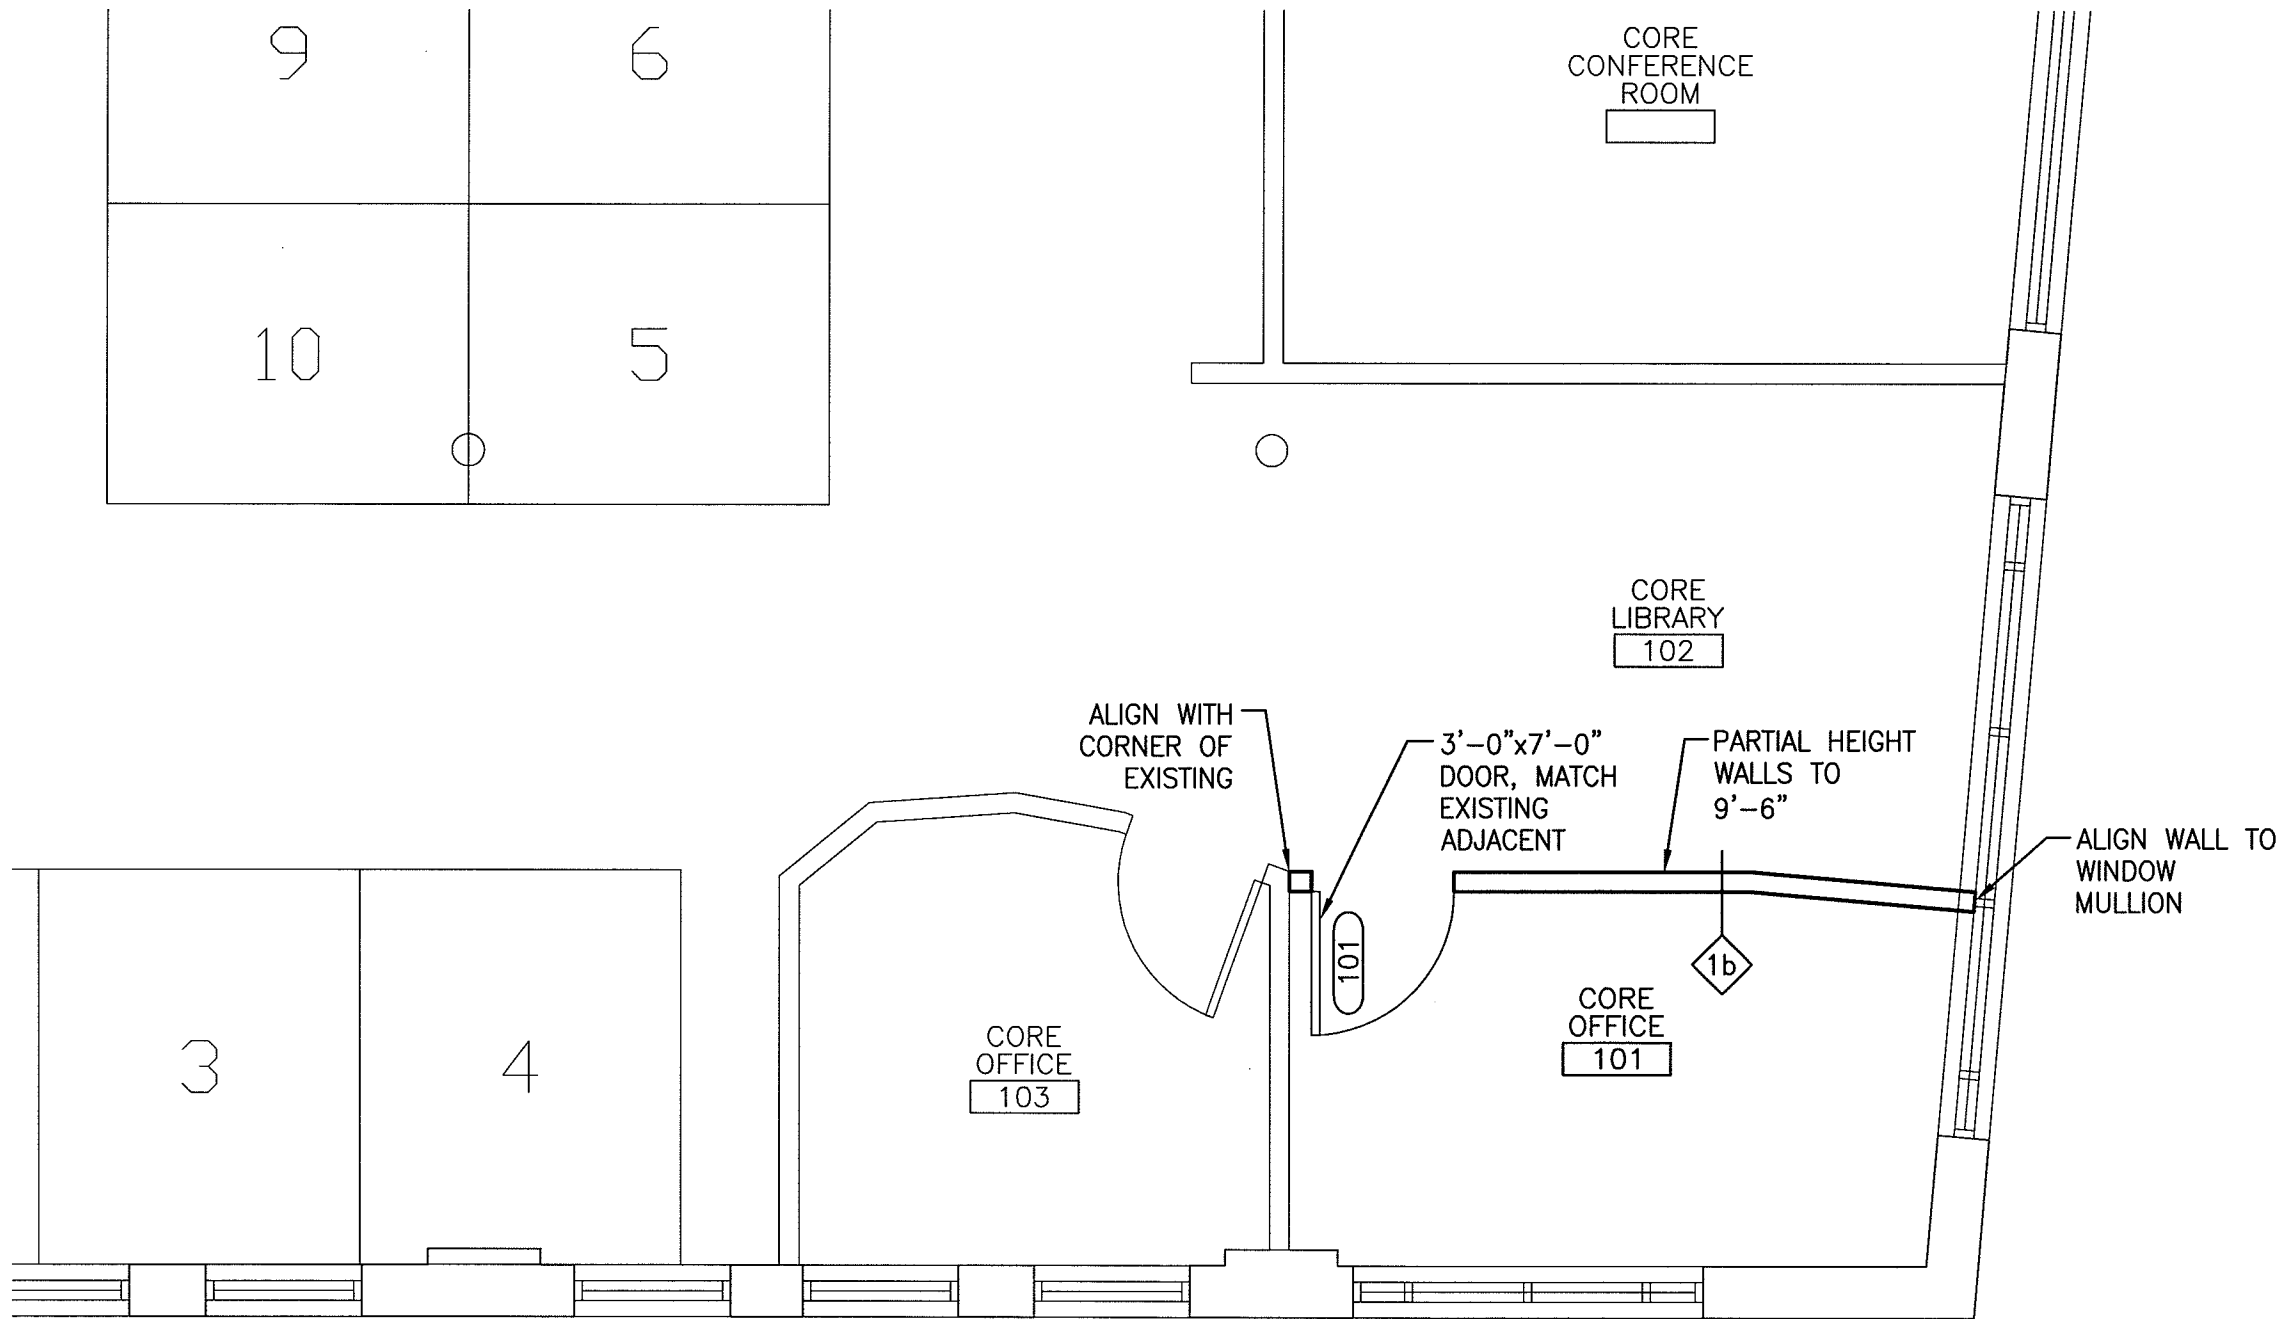 9
6
CORE
CONFERENCE
ROOM
10
5
CORE
LIBRARY
102
ALIGN WITH
CORNER OF
EXISTING
3'-0"x7'-0"
DOOR, MATCH
EXISTING
ADJACENT
PARTIAL HEIGHT
WALLS TO
9'-6"
ALIGN WALL TO
WINDOW
MULLION
101
1b
CORE
OFFICE
101
CORE
OFFICE
103
3
4